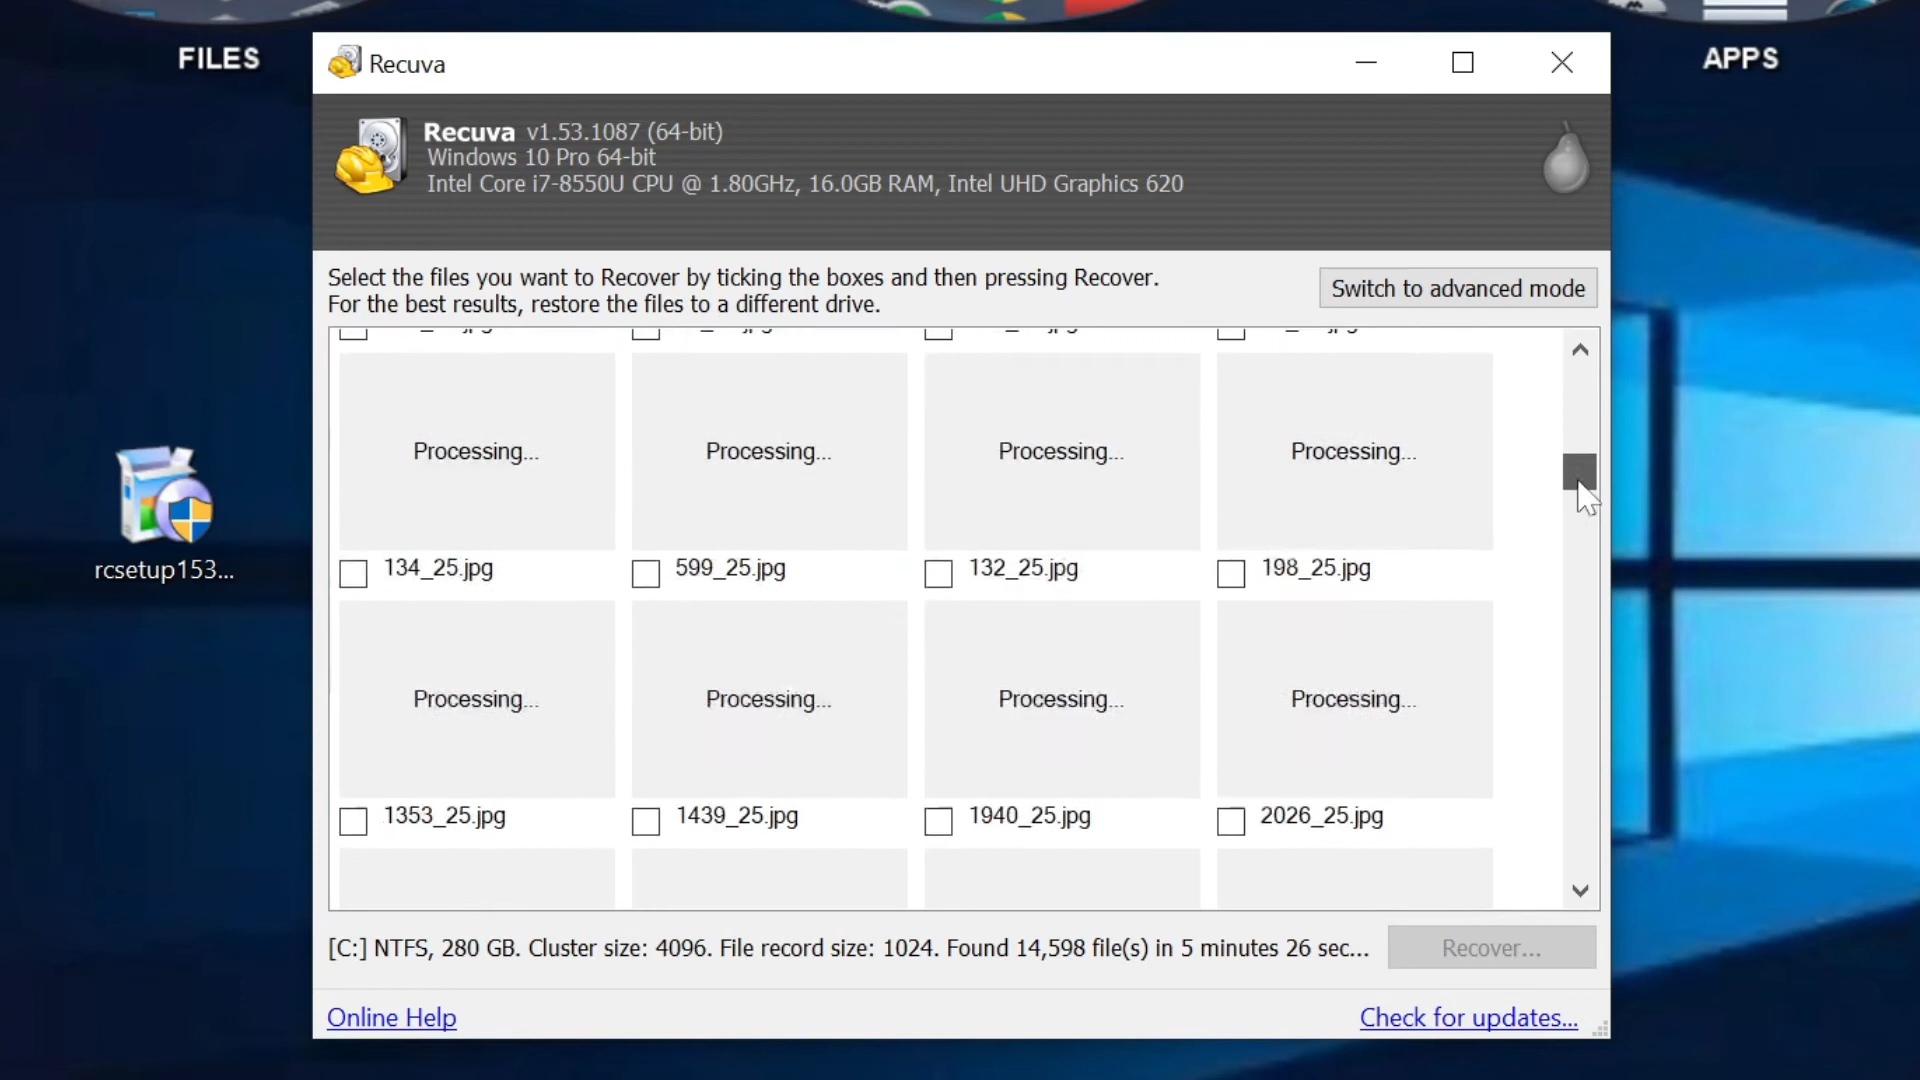 FILES
APPS
Recuva
Recuva v1.53.1087 (64-bit)
Windows 10 Pro 64-bit
Intel Core i7-8550U CPU @ 1.80GHz, 16.0GB RAM, Intel UHD Graphics 620
Select the files you want to Recover by ticking the boxes and then pressing Recover.
For the best results, restore the files to a different drive.
Switch to advanced mode
Processing... Processing... Processing... Processing...
134_25.jpg 599_25.jpg 132_25.jpg 198_25.jpg
rcsetup153...
Processing... Processing... Processing... Processing...
1353_25.jpg 1439_25.jpg 1940_25.jpg 2026_25.jpg
[C:] NTFS, 280 GB. Cluster size: 4096. File record size: 1024. Found 14,598 file(s) in 5 minutes 26 sec...
Recover...
Online Help
Check for updates...